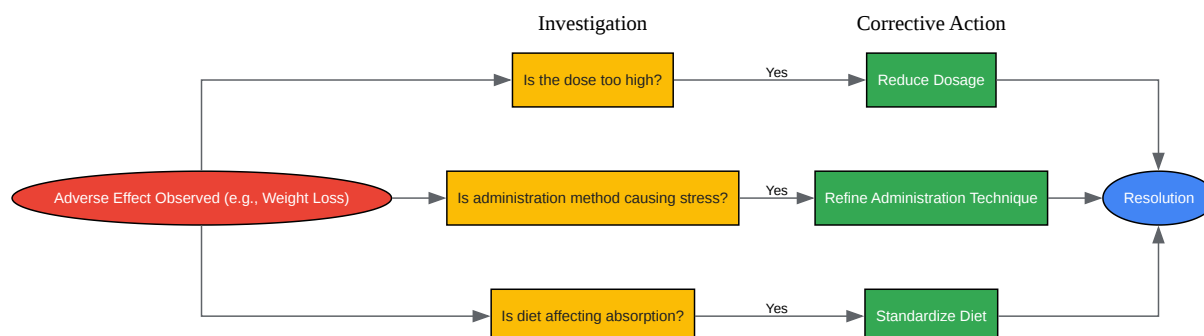 Investigation
Corrective Action
Is the dose too high?
Yes
Reduce Dosage
Adverse Effect Observed (e.g., Weight Loss)
Is administration method causing stress?
Yes
Refine Administration Technique
Resolution
Is diet affecting absorption?
Yes
Standardize Diet